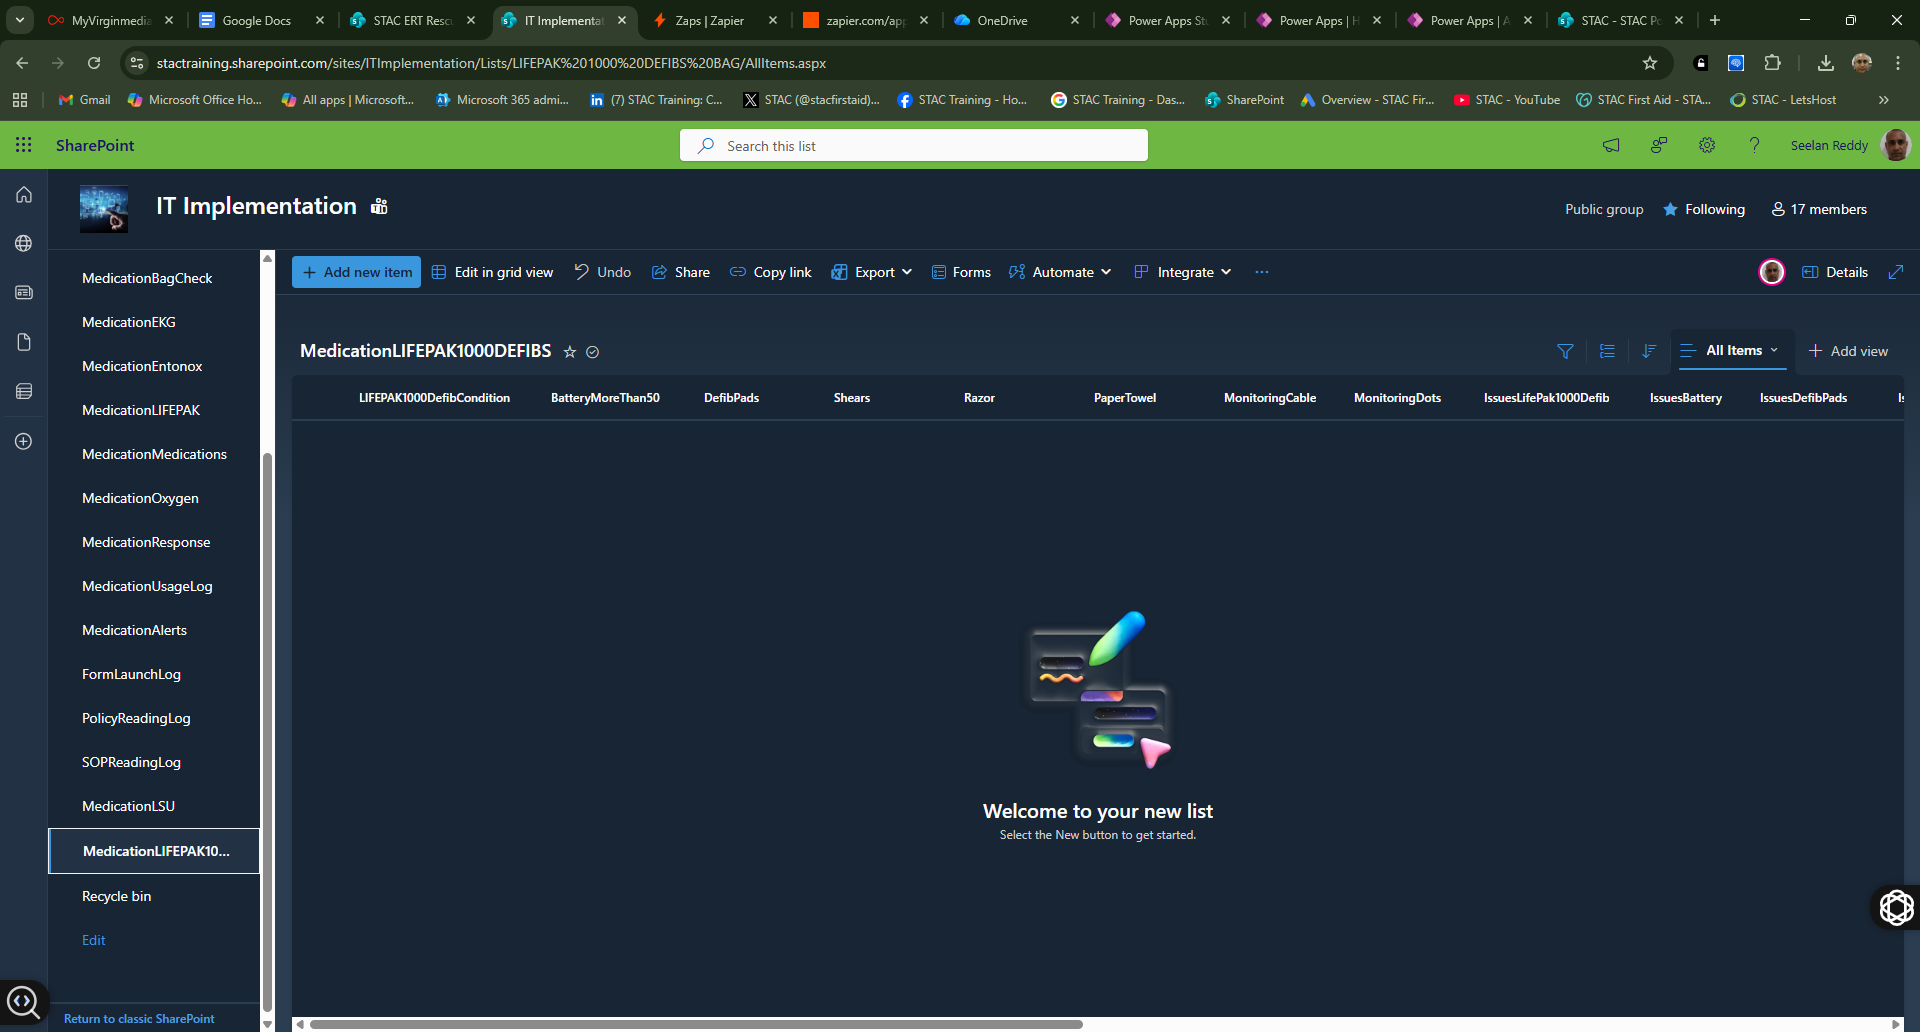 MyVirginmedia
Google Docs
STAC ERT Rescu
IT Implementat
Zaps | Zapier
zapier.com/app
OneDrive
Power Apps Stu
Power Apps | H
Power Apps | A
STAC - STAC Po
stactraining.sharepoint.com/sites/ITImplementation/Lists/LIFEPAK%201000%20DEFIBS%20BAG/AllItems.aspx
Gmail
Microsoft Office Ho...
All apps | Microsoft...
Microsoft 365 admi...
(7) STAC Training: C...
STAC (@stacfirstaid)...
STAC Training - Ho...
STAC Training - Das...
SharePoint
Overview - STAC Fir...
STAC - YouTube
STAC First Aid - STA...
STAC - LetsHost
SharePoint
Search this list
Seelan Reddy
IT Implementation
Public group
Following
17 members
MedicationBagCheck
MedicationEKG
MedicationEntonox
MedicationLIFEPAK
MedicationMedications
MedicationOxygen
MedicationResponse
MedicationUsageLog
MedicationAlerts
FormLaunchLog
PolicyReadingLog
SOPReadingLog
MedicationLSU
MedicationLIFEPAK10...
Recycle bin
Edit
Return to classic SharePoint
Add new item
Edit in grid view
Undo
Share
Copy link
Export
Forms
Automate
Integrate
Details
MedicationLIFEPAK1000DEFIBS
All Items
Add view
LIFEPAK1000DefibCondition
BatteryMoreThan50
DefibPads
Shears
Razor
PaperTowel
MonitoringCable
MonitoringDots
IssuesLifePak1000Defib
IssuesBattery
IssuesDefibPads
Welcome to your new list
Select the New button to get started.